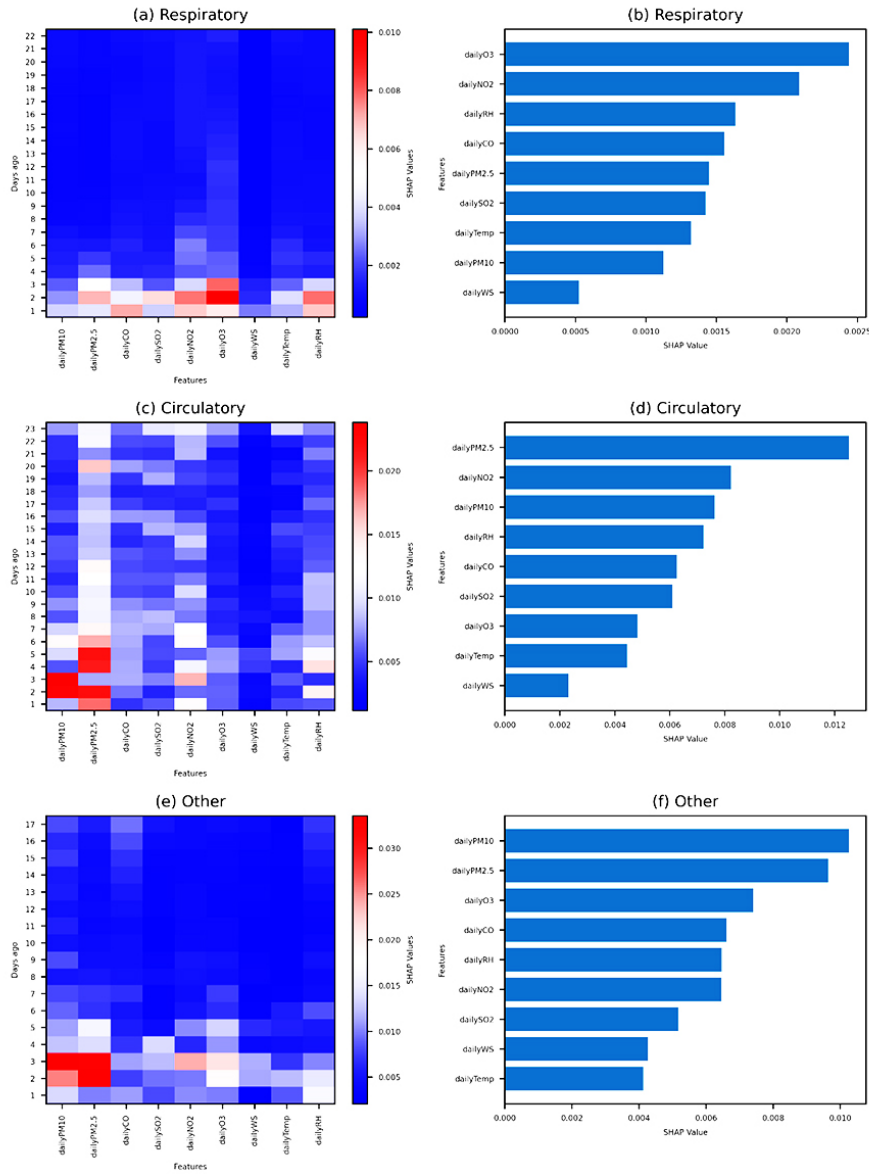 (a) Respiratory
22
21
20
19
18
17
16
15
14
13
12
11
10
9
8
7
6
5
4
3
2
1
Days ago
dailyPM10
dailyPM2.5
dailyCO
dailySO2
dailyNO2
dailyO3
dailyWS
dailyTemp
dailyRH
Features
0.010
0.008
0.006
0.004
0.002
SHAP Values
(b) Respiratory
dailyO3
dailyNO2
dailyRH
dailyCO
dailyPM2.5
dailySO2
dailyTemp
dailyPM10
dailyWS
Features
0.0000
0.0005
0.0010
0.0015
0.0020
0.0025
SHAP Value
(c) Circulatory
23
22
21
20
19
18
17
16
15
14
13
12
11
10
9
8
7
6
5
4
3
2
1
Days ago
dailyPM10
dailyPM2.5
dailyCO
dailySO2
dailyNO2
dailyO3
dailyWS
dailyTemp
dailyRH
Features
0.020
0.015
0.010
0.005
SHAP Values
(d) Circulatory
dailyPM2.5
dailyNO2
dailyPM10
dailyRH
dailyCO
dailySO2
dailyO3
dailyTemp
dailyWS
Features
0.000
0.002
0.004
0.006
0.008
0.010
0.012
SHAP Value
(e) Other
17
16
15
14
13
12
11
10
9
8
7
6
5
4
3
2
1
Days ago
dailyPM10
dailyPM2.5
dailyCO
dailySO2
dailyNO2
dailyO3
dailyWS
dailyTemp
dailyRH
Features
0.030
0.025
0.020
0.015
0.010
0.005
SHAP Values
(f) Other
dailyPM10
dailyPM2.5
dailyO3
dailyCO
dailyRH
dailyNO2
dailySO2
dailyWS
dailyTemp
Features
0.000
0.002
0.004
0.006
0.008
0.010
SHAP Value